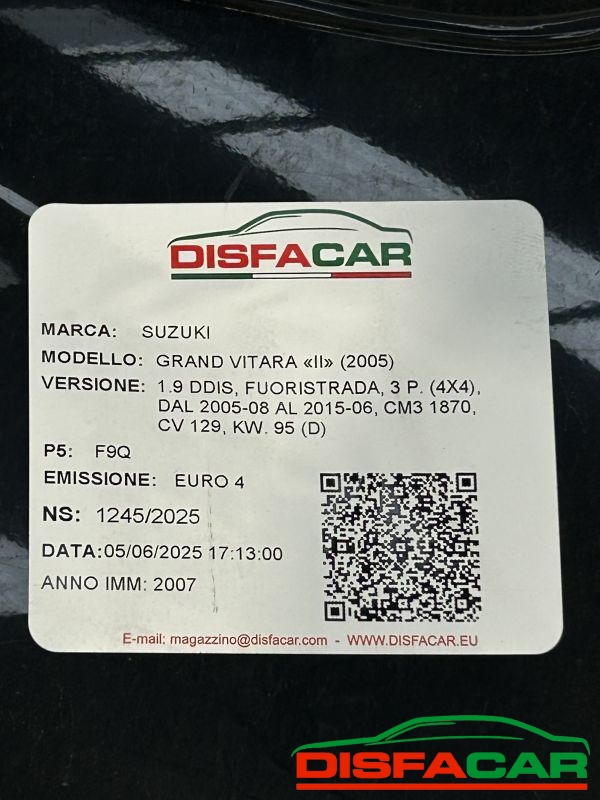 DISFACAR
MARCA: SUZUKI
MODELLO: GRAND VITARA «II» (2005)
VERSIONE: 1.9 DDIS, FUORISTRADA, 3 P. (4X4),
DAL 2005-08 AL 2015-06, CM3 1870,
CV 129, KW. 95 (D)
P5: F9Q
EMISSIONE: EURO 4
NS: 1245/2025
DATA:05/06/2025 17:13:00
ANNO IMM: 2007
E-mail: magazzino@disfacar.com - WWW.DISFACAR.EU
DISFACAR